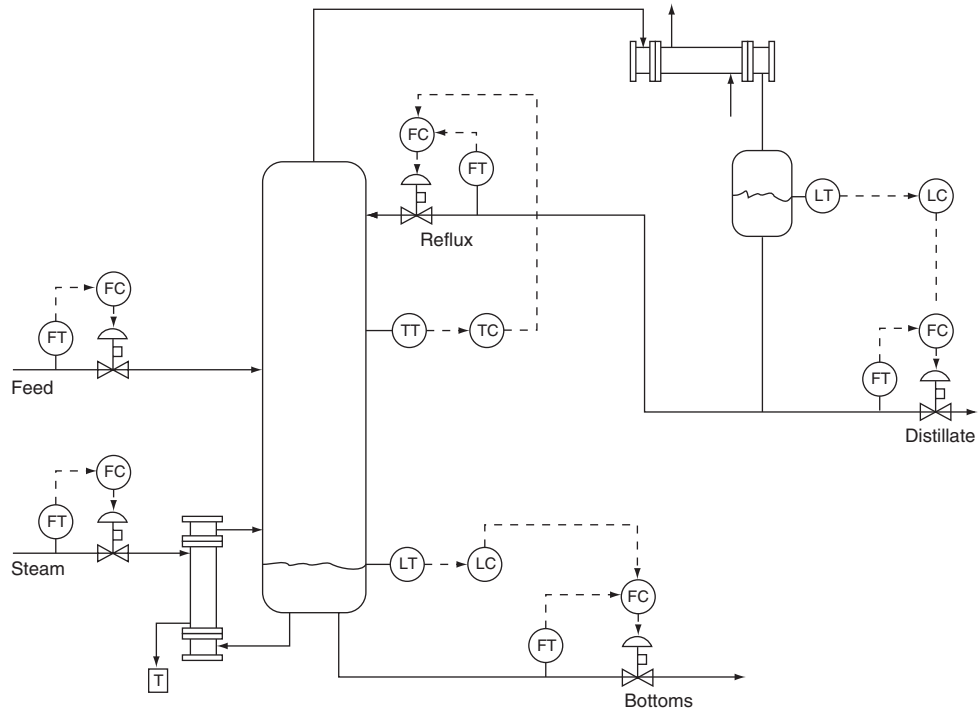 FC
FT
LT
LC
Reflux
FC
FT
TT
TC
FC
FT
Feed
Distillate
FC
FT
Steam
LT
LC
FC
FT
T
Bottoms